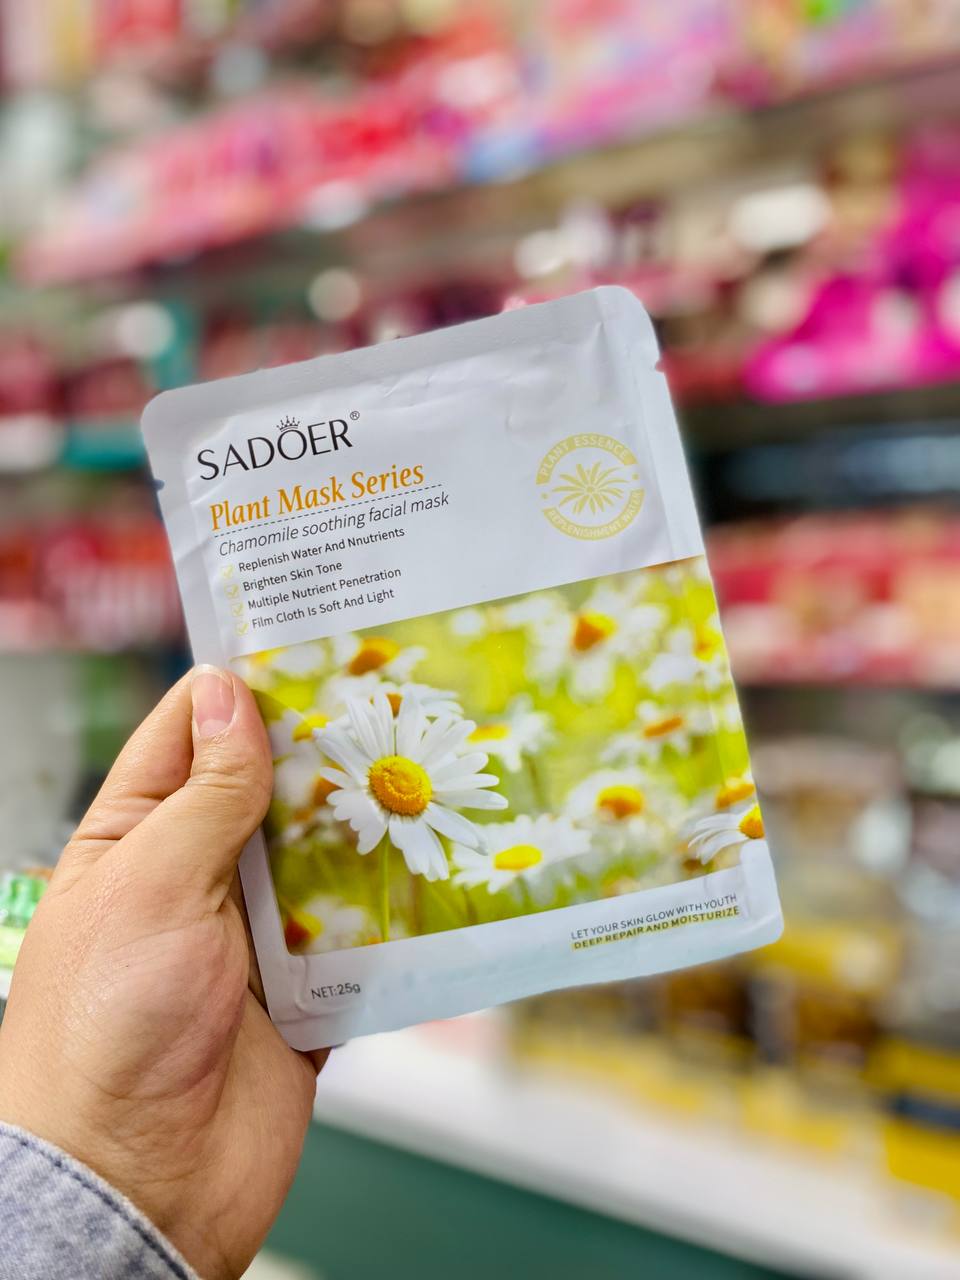 SADOER®
Plant Mask Series
Chamomile soothing facial mask
Replenish Water And Nnutrients
Brighten Skin Tone
Multiple Nutrient Penetration
Film Cloth Is Soft And Light
PLANT ESSENCE
REPLENISHMENT WATER
LET YOUR SKIN GLOW WITH YOUTH
DEEP REPAIR AND MOISTURIZE
NET:25g